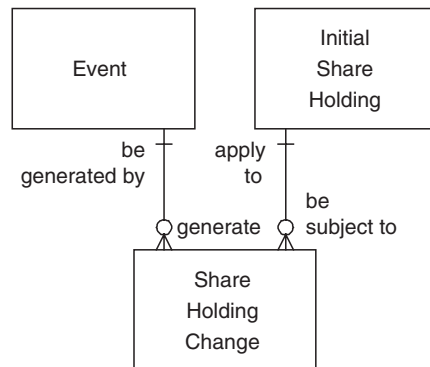 Event
Initial
Share
Holding
be
generated by
apply
to
generate
be
subject to
Share
Holding
Change